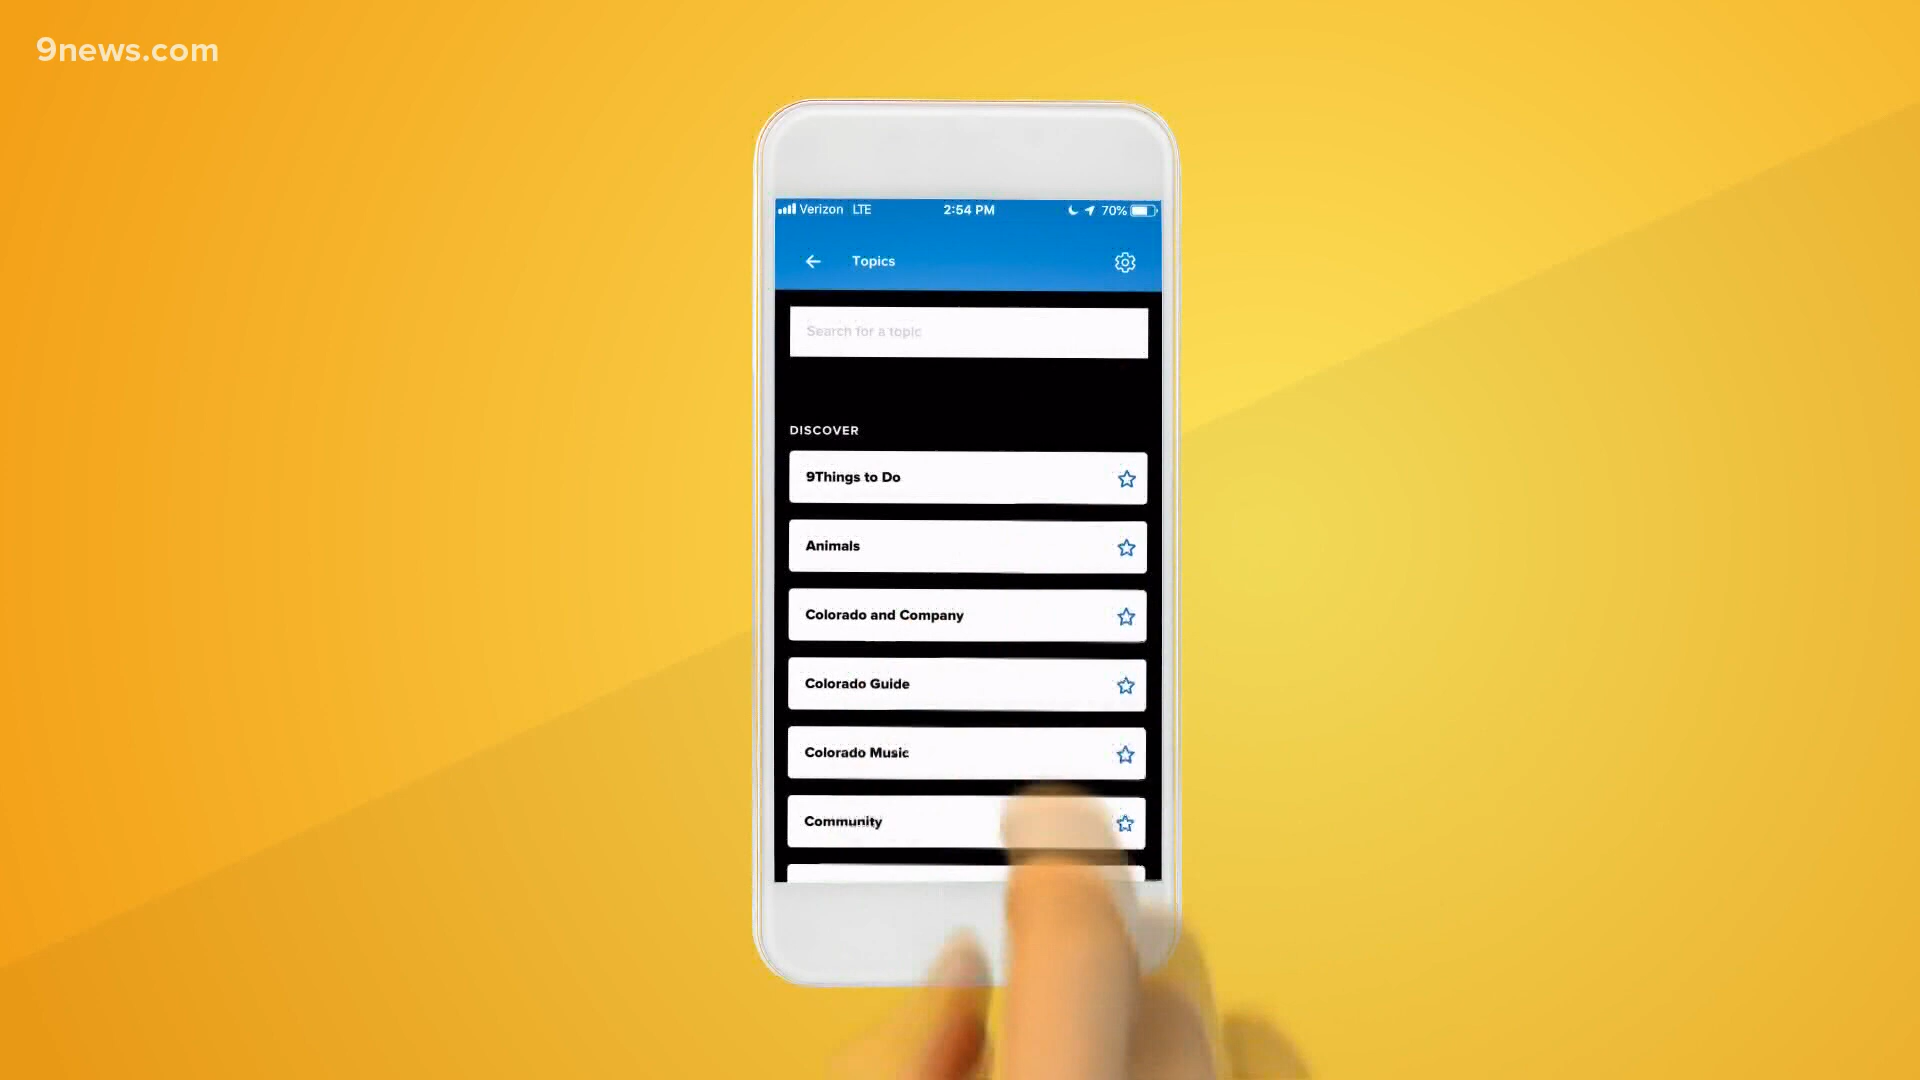 9news.com
Verizon LTE 2:54 PM 70%
Topics
Search for a topic
DISCOVER
9Things to Do
Animals
Colorado and Company
Colorado Guide
Colorado Music
Community